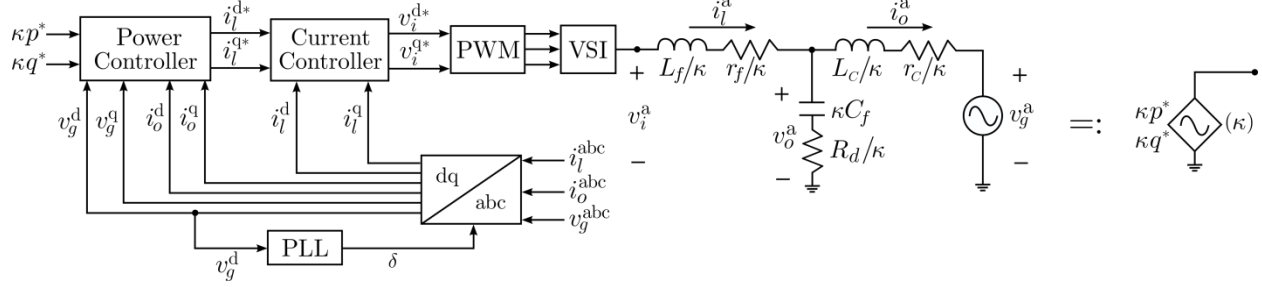 κp*
κq*
Power
Controller
i_l^{d*}
i_l^{q*}
Current
Controller
v_i^{d*}
v_i^{q*}
PWM
VSI
i_l^a
L_f/κ
r_f/κ
i_o^a
L_c/κ
r_c/κ
+
v_i^a
−
+
κC_f
v_o^a
R_d/κ
−
+
v_g^a
−
=:
κp*
κq*
(κ)
v_g^d
v_g^q
i_o^d
i_o^q
i_l^d
i_l^q
dq
abc
i_l^{abc}
i_o^{abc}
v_g^{abc}
v_g^d
PLL
δ